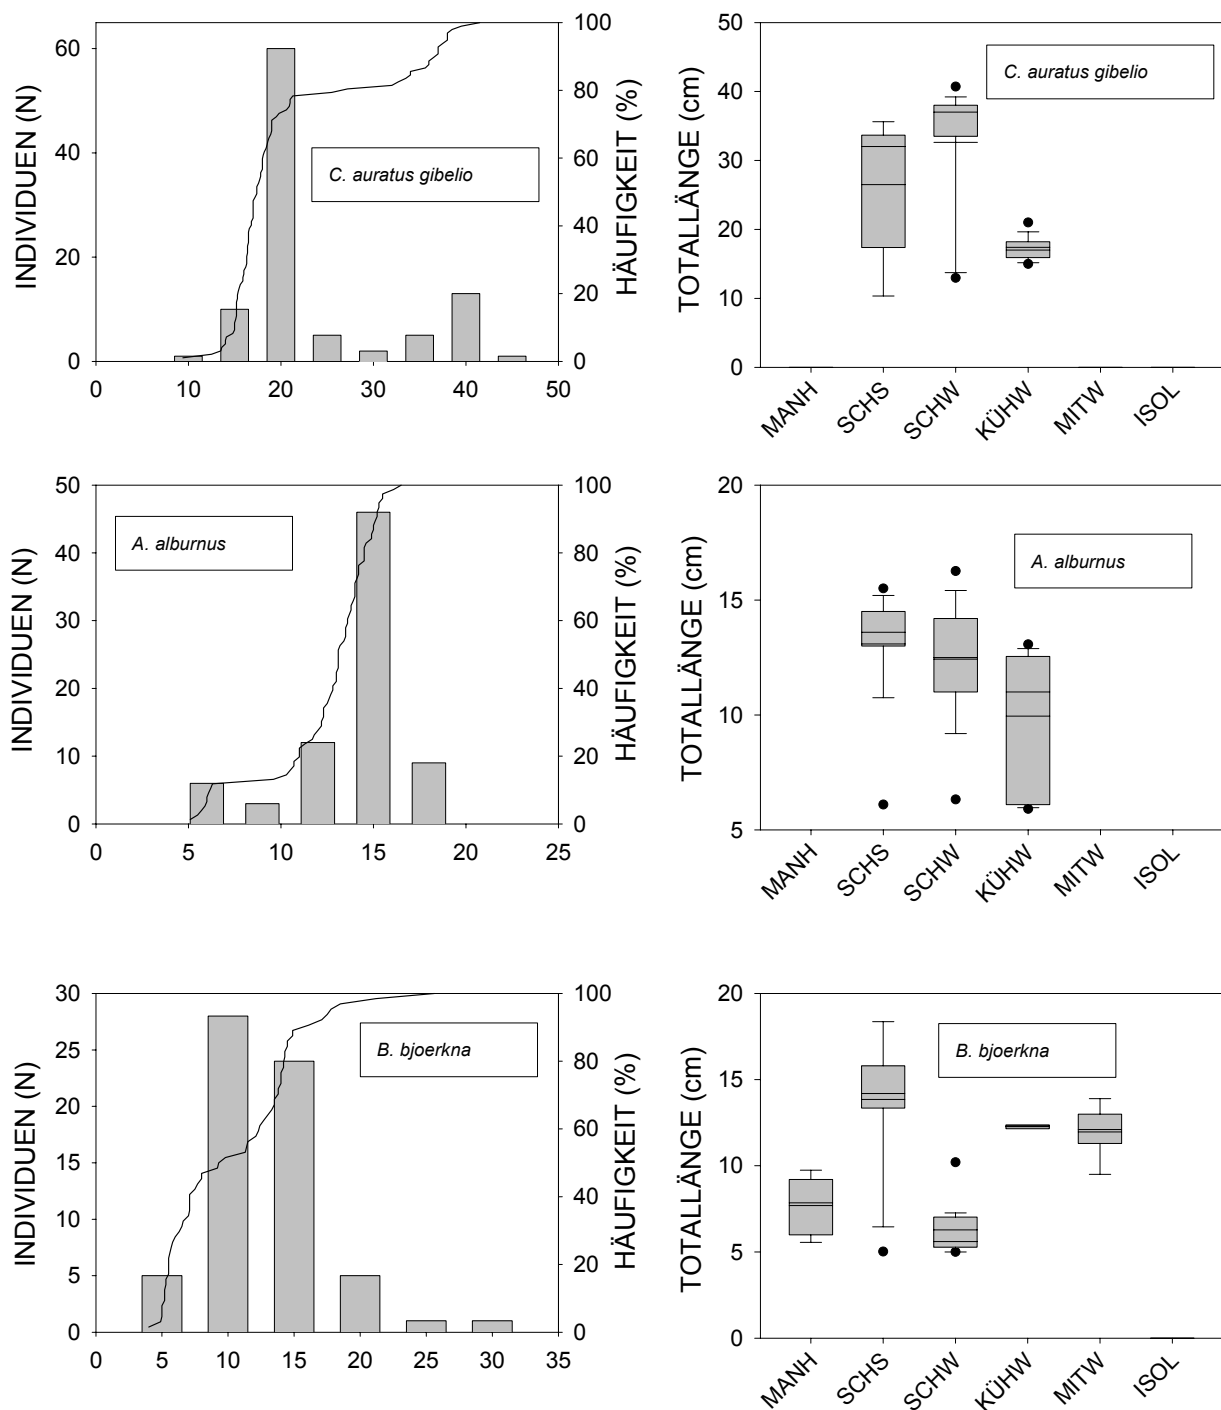 INDIVIDUEN (N)
60
40
20
0
100
80
60
40
20
0
HÄUFIGKEIT (%)
C. auratus gibelio
0 10 20 30 40 50
TOTALLÄNGE (cm)
50
40
30
20
10
0
C. auratus gibelio
MANH SCHS SCHW KÜHW MITW ISOL
INDIVIDUEN (N)
50
40
30
20
10
0
100
80
60
40
20
0
HÄUFIGKEIT (%)
A. alburnus
0 5 10 15 20 25
TOTALLÄNGE (cm)
20
15
10
5
A. alburnus
MANH SCHS SCHW KÜHW MITW ISOL
INDIVIDUEN (N)
30
25
20
15
10
5
0
100
80
60
40
20
0
HÄUFIGKEIT (%)
B. bjoerkna
0 5 10 15 20 25 30 35
TOTALLÄNGE (cm)
20
15
10
5
0
B. bjoerkna
MANH SCHS SCHW KÜHW MITW ISOL